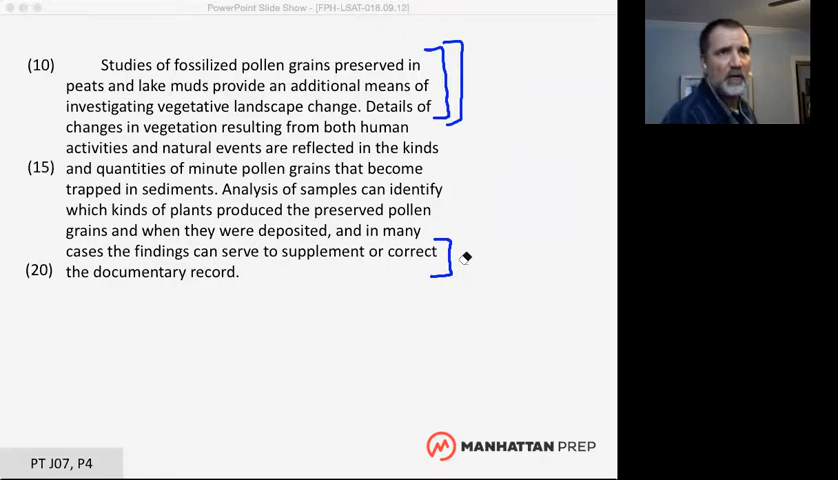 PowerPoint Slide Show - [FPH-LSAT-018.09.12]
(10) Studies of fossilized pollen grains preserved in
peats and lake muds provide an additional means of
investigating vegetative landscape change. Details of
changes in vegetation resulting from both human
activities and natural events are reflected in the kinds
(15) and quantities of minute pollen grains that become
trapped in sediments. Analysis of samples can identify
which kinds of plants produced the preserved pollen
grains and when they were deposited, and in many
cases the findings can serve to supplement or correct
(20) the documentary record.
MANHATTAN PREP
PT J07, P4